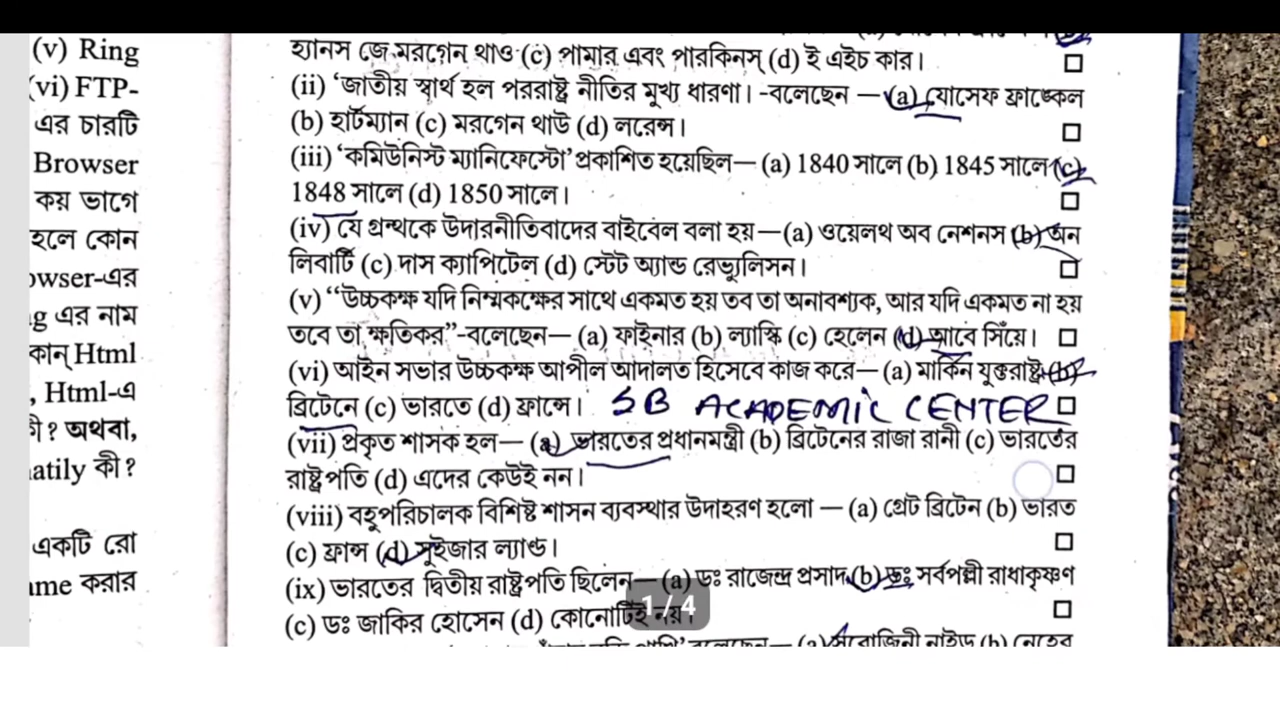 (v) Ring
(vi) FTP-
এর চারটি
Browser
কয় ভাগে
হলে কোন
owser-এর
g এর নাম
কোন্ Html
, Html-এ
কী? অথবা,
atily কী?
একটি রো
ame করার
হ্যানস জে.মরগেন থাও (c) পামার এবং পারকিনস্ (d) ই এইচ কার।
(ii) ‘জাতীয় স্বার্থ হল পররাষ্ট্র নীতির মুখ্য ধারণা। -বলেছেন — (a) যোসেফ ফ্রাঙ্কেল
(b) হার্টম্যান (c) মরগেন থাউ (d) লরেন্স।
(iii) ‘কমিউনিস্ট ম্যানিফেস্টো’ প্রকাশিত হয়েছিল— (a) 1840 সালে (b) 1845 সালে (c)
1848 সালে (d) 1850 সালে।
(iv) যে গ্রন্থকে উদারনীতিবাদের বাইবেল বলা হয়—(a) ওয়েলথ অব নেশনস (b) অন
লিবার্টি (c) দাস ক্যাপিটেল (d) স্টেট অ্যান্ড রেভ্যুলিসন।
(v) “উচ্চকক্ষ যদি নিম্মকক্ষের সাথে একমত হয় তব তা অনাবশ্যক, আর যদি একমত না হয়
তবে তা ক্ষতিকর”-বলেছেন— (a) ফাইনার (b) ল্যাস্কি (c) হেলেন (d) আবে সিঁয়ে।
(vi) আইন সভার উচ্চকক্ষ আপীল আদালত হিসেবে কাজ করে— (a) মার্কিন যুক্তরাষ্ট্র (b)
ব্রিটেনে (c) ভারতে (d) ফ্রান্সে। SB ACADEMIC CENTER
(vii) প্রকৃত শাসক হল— (a) ভারতের প্রধানমন্ত্রী (b) ব্রিটেনের রাজা রানী (c) ভারতের
রাষ্ট্রপতি (d) এদের কেউই নন।
(viii) বহুপরিচালক বিশিষ্ট শাসন ব্যবস্থার উদাহরণ হলো — (a) গ্রেট ব্রিটেন (b) ভারত
(c) ফ্রান্স (d) সুইজার ল্যাণ্ড।
(ix) ভারতের দ্বিতীয় রাষ্ট্রপতি ছিলেন— (a) ডঃ রাজেন্দ্র প্রসাদ (b) ডঃ সর্বপল্লী রাধাকৃষ্ণণ
(c) ডঃ জাকির হোসেন (d) কোনোটিই নয়।
1 / 4
বলেছেন— (a) সরোজিনী নাইডু (b) নেহের